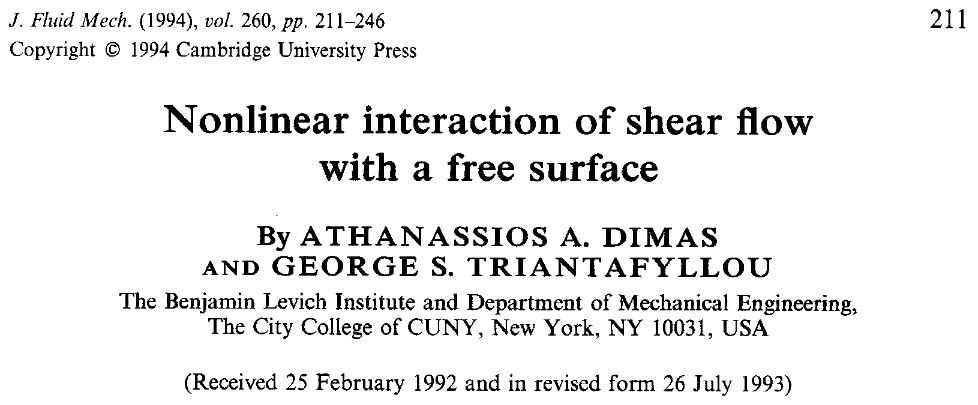 J. Fluid Mech. (1994), vol. 260, pp. 211–246
211
Copyright © 1994 Cambridge University Press
Nonlinear interaction of shear flow
with a free surface
By ATHANASSIOS A. DIMAS
AND GEORGE S. TRIANTAFYLLOU
The Benjamin Levich Institute and Department of Mechanical Engineering,
The City College of CUNY, New York, NY 10031, USA
(Received 25 February 1992 and in revised form 26 July 1993)